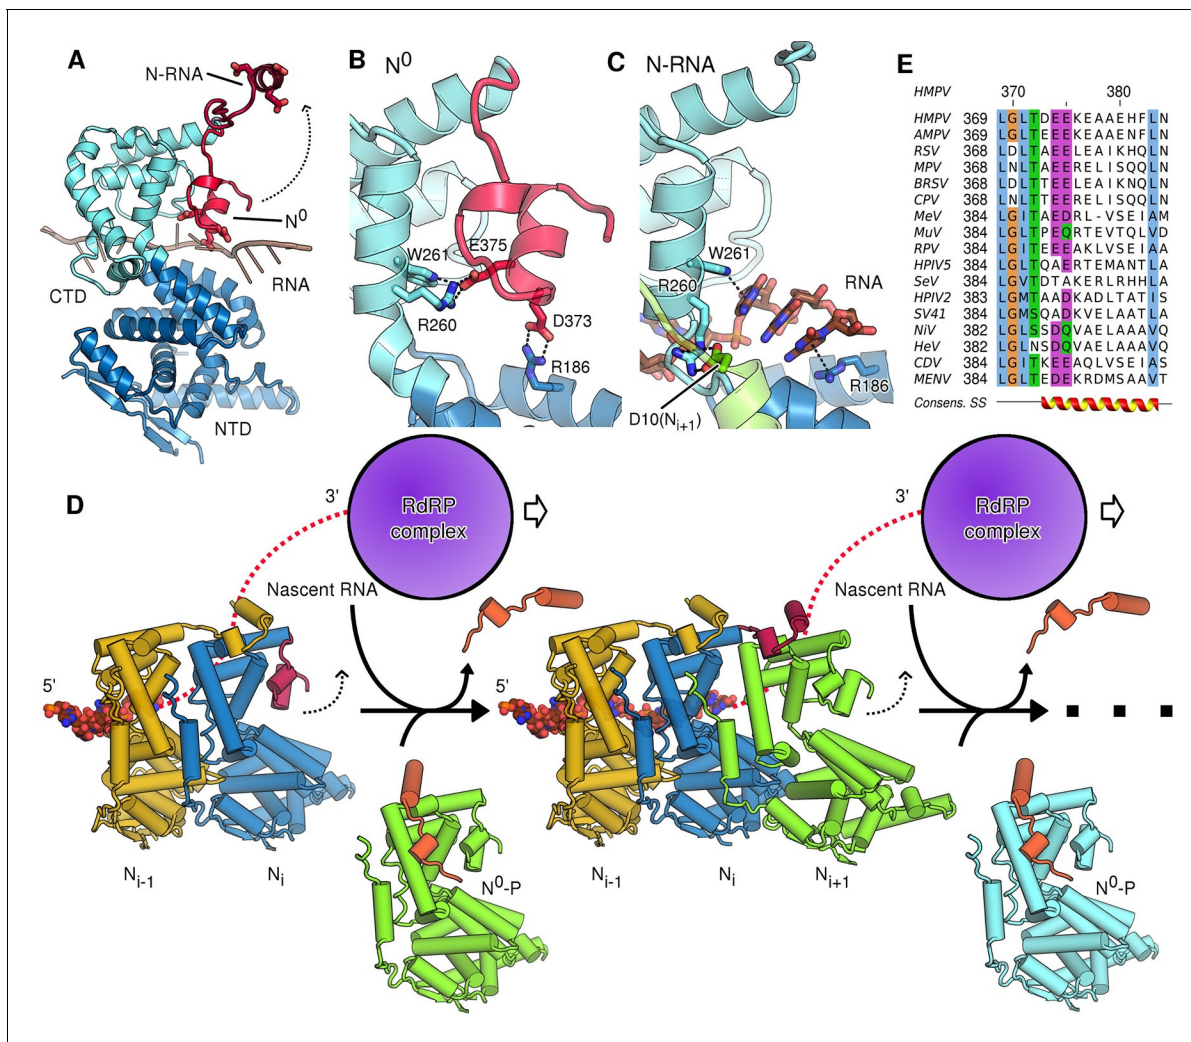 A
N-RNA
N0
RNA
CTD
NTD
B
N0
W261
E375
R260
D373
R186
C
N-RNA
W261
R260
RNA
R186
D10(Ni+1)
E
HMPV
370 380
HMPV 369 LGLTDEEKEAAEHFLN
AMPV 369 LGLTEEEKEAAENFLN
RSV 368 LDLTAEELEAIKHQLN
MPV 368 LNLTAEERELISQQLN
BRSV 368 LDLTTEELEAIKNQLN
CPV 368 LNLTTEERELISQQLN
MeV 384 LGITAEDRL-VSEIAM
MuV 384 LGLTPEQRTEVTQLVD
RPV 384 LGITEEEAKLVSEIAA
HPIV5 384 LGLTQAERTEMANTLA
SeV 384 LGVTDTAKERLRHHLA
HPIV2 383 LGMTAADKADLTATIS
SV41 384 LGMSQADKVELAATLA
NiV 382 LGLSSDQVAELAAAVQ
HeV 382 LGLNSDQVAELAAAVQ
CDV 384 LGITKEEAQLVSEIAS
MENV 384 LGLTEDEKRDMSAAVT
Consens. SS
D
3'
RdRP
complex
Nascent RNA
5'
Ni-1
Ni
N0-P
3'
RdRP
complex
Nascent RNA
5'
Ni-1
Ni
Ni+1
N0-P